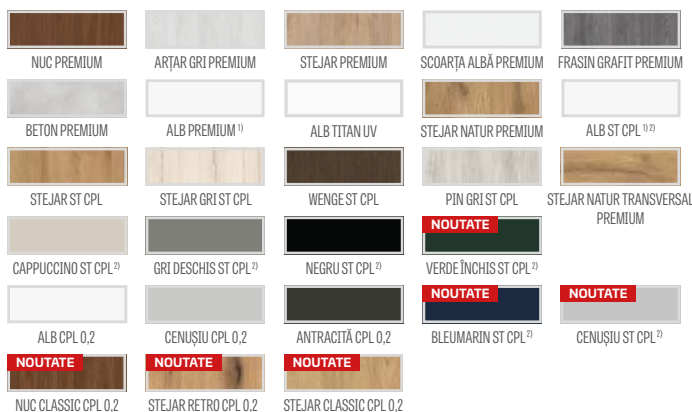 NUC PREMIUM
ARȚAR GRI PREMIUM
STEJAR PREMIUM
SCOARȚA ALBĂ PREMIUM
FRASIN GRAFIT PREMIUM
BETON PREMIUM
ALB PREMIUM 1)
ALB TITAN UV
STEJAR NATUR PREMIUM
ALB ST CPL 1) 2)
STEJAR ST CPL
STEJAR GRI ST CPL
WENGE ST CPL
PIN GRI ST CPL
STEJAR NATUR TRANSVERSAL
PREMIUM
CAPPUCCINO ST CPL 2)
GRI DESCHIS ST CPL 2)
NEGRU ST CPL 2)
NOUTATE
VERDE ÎNCHIS ST CPL 2)
ALB CPL 0,2
CENUȘIU CPL 0,2
ANTRACITĂ CPL 0,2
NOUTATE
BLEUMARIN ST CPL 2)
NOUTATE
CENUȘIU ST CPL 2)
NOUTATE
NUC CLASSIC CPL 0,2
NOUTATE
STEJAR RETRO CPL 0,2
NOUTATE
STEJAR CLASSIC CPL 0,2